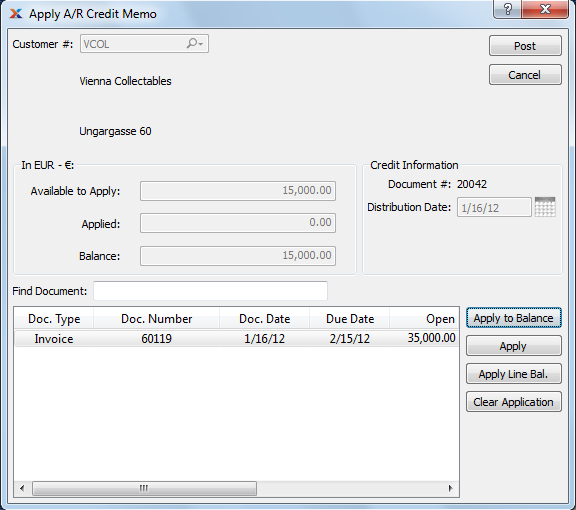 Apply A/R Credit Memo
Customer #: VCOL
Post
Cancel
Vienna Collectables
Ungargasse 60
In EUR - €:
Available to Apply: 15,000.00
Applied: 0.00
Balance: 15,000.00
Credit Information
Document #: 20042
Distribution Date: 1/16/12
Find Document:
Doc. Type Doc. Number Doc. Date Due Date Open
Invoice 60119 1/16/12 2/15/12 35,000.00
Apply to Balance
Apply
Apply Line Bal.
Clear Application